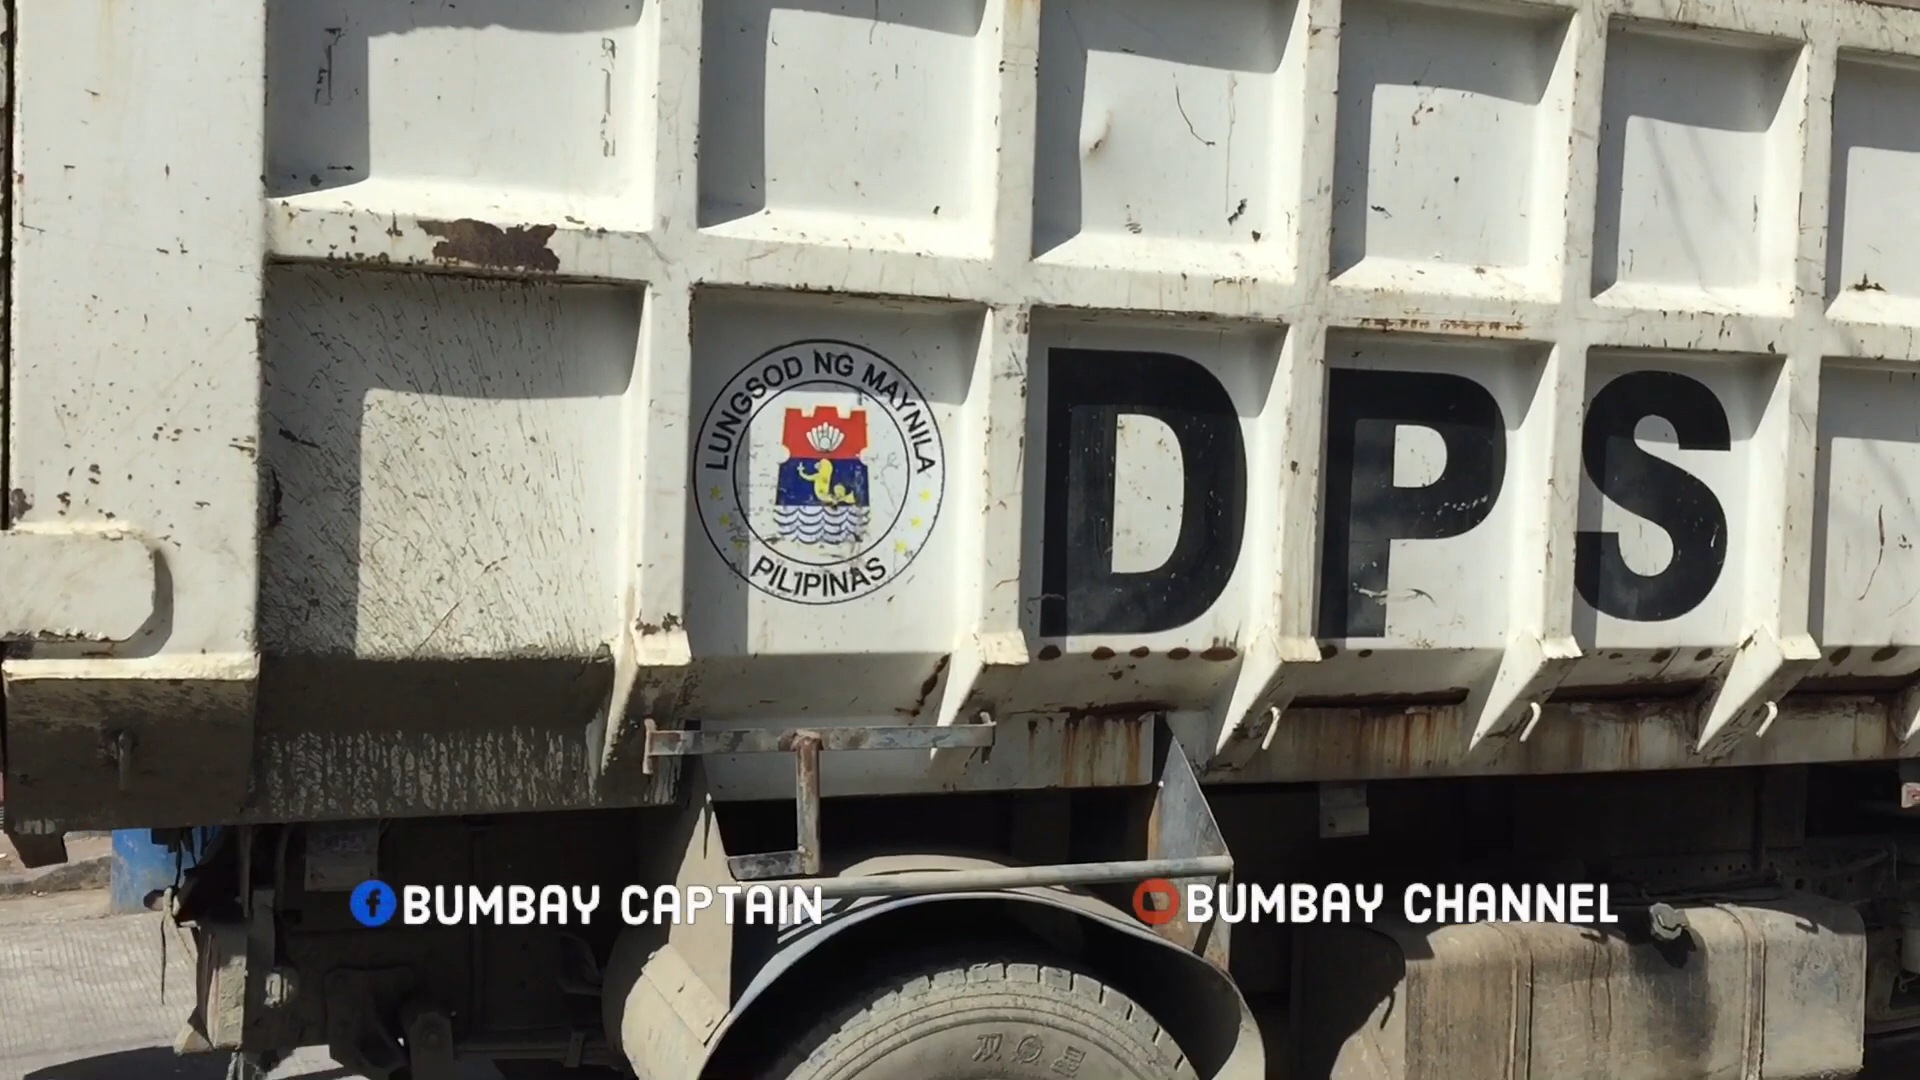 LUNGSOD NG MAYNILA
PILIPINAS
DPS
BUMBAY CAPTAIN
BUMBAY CHANNEL